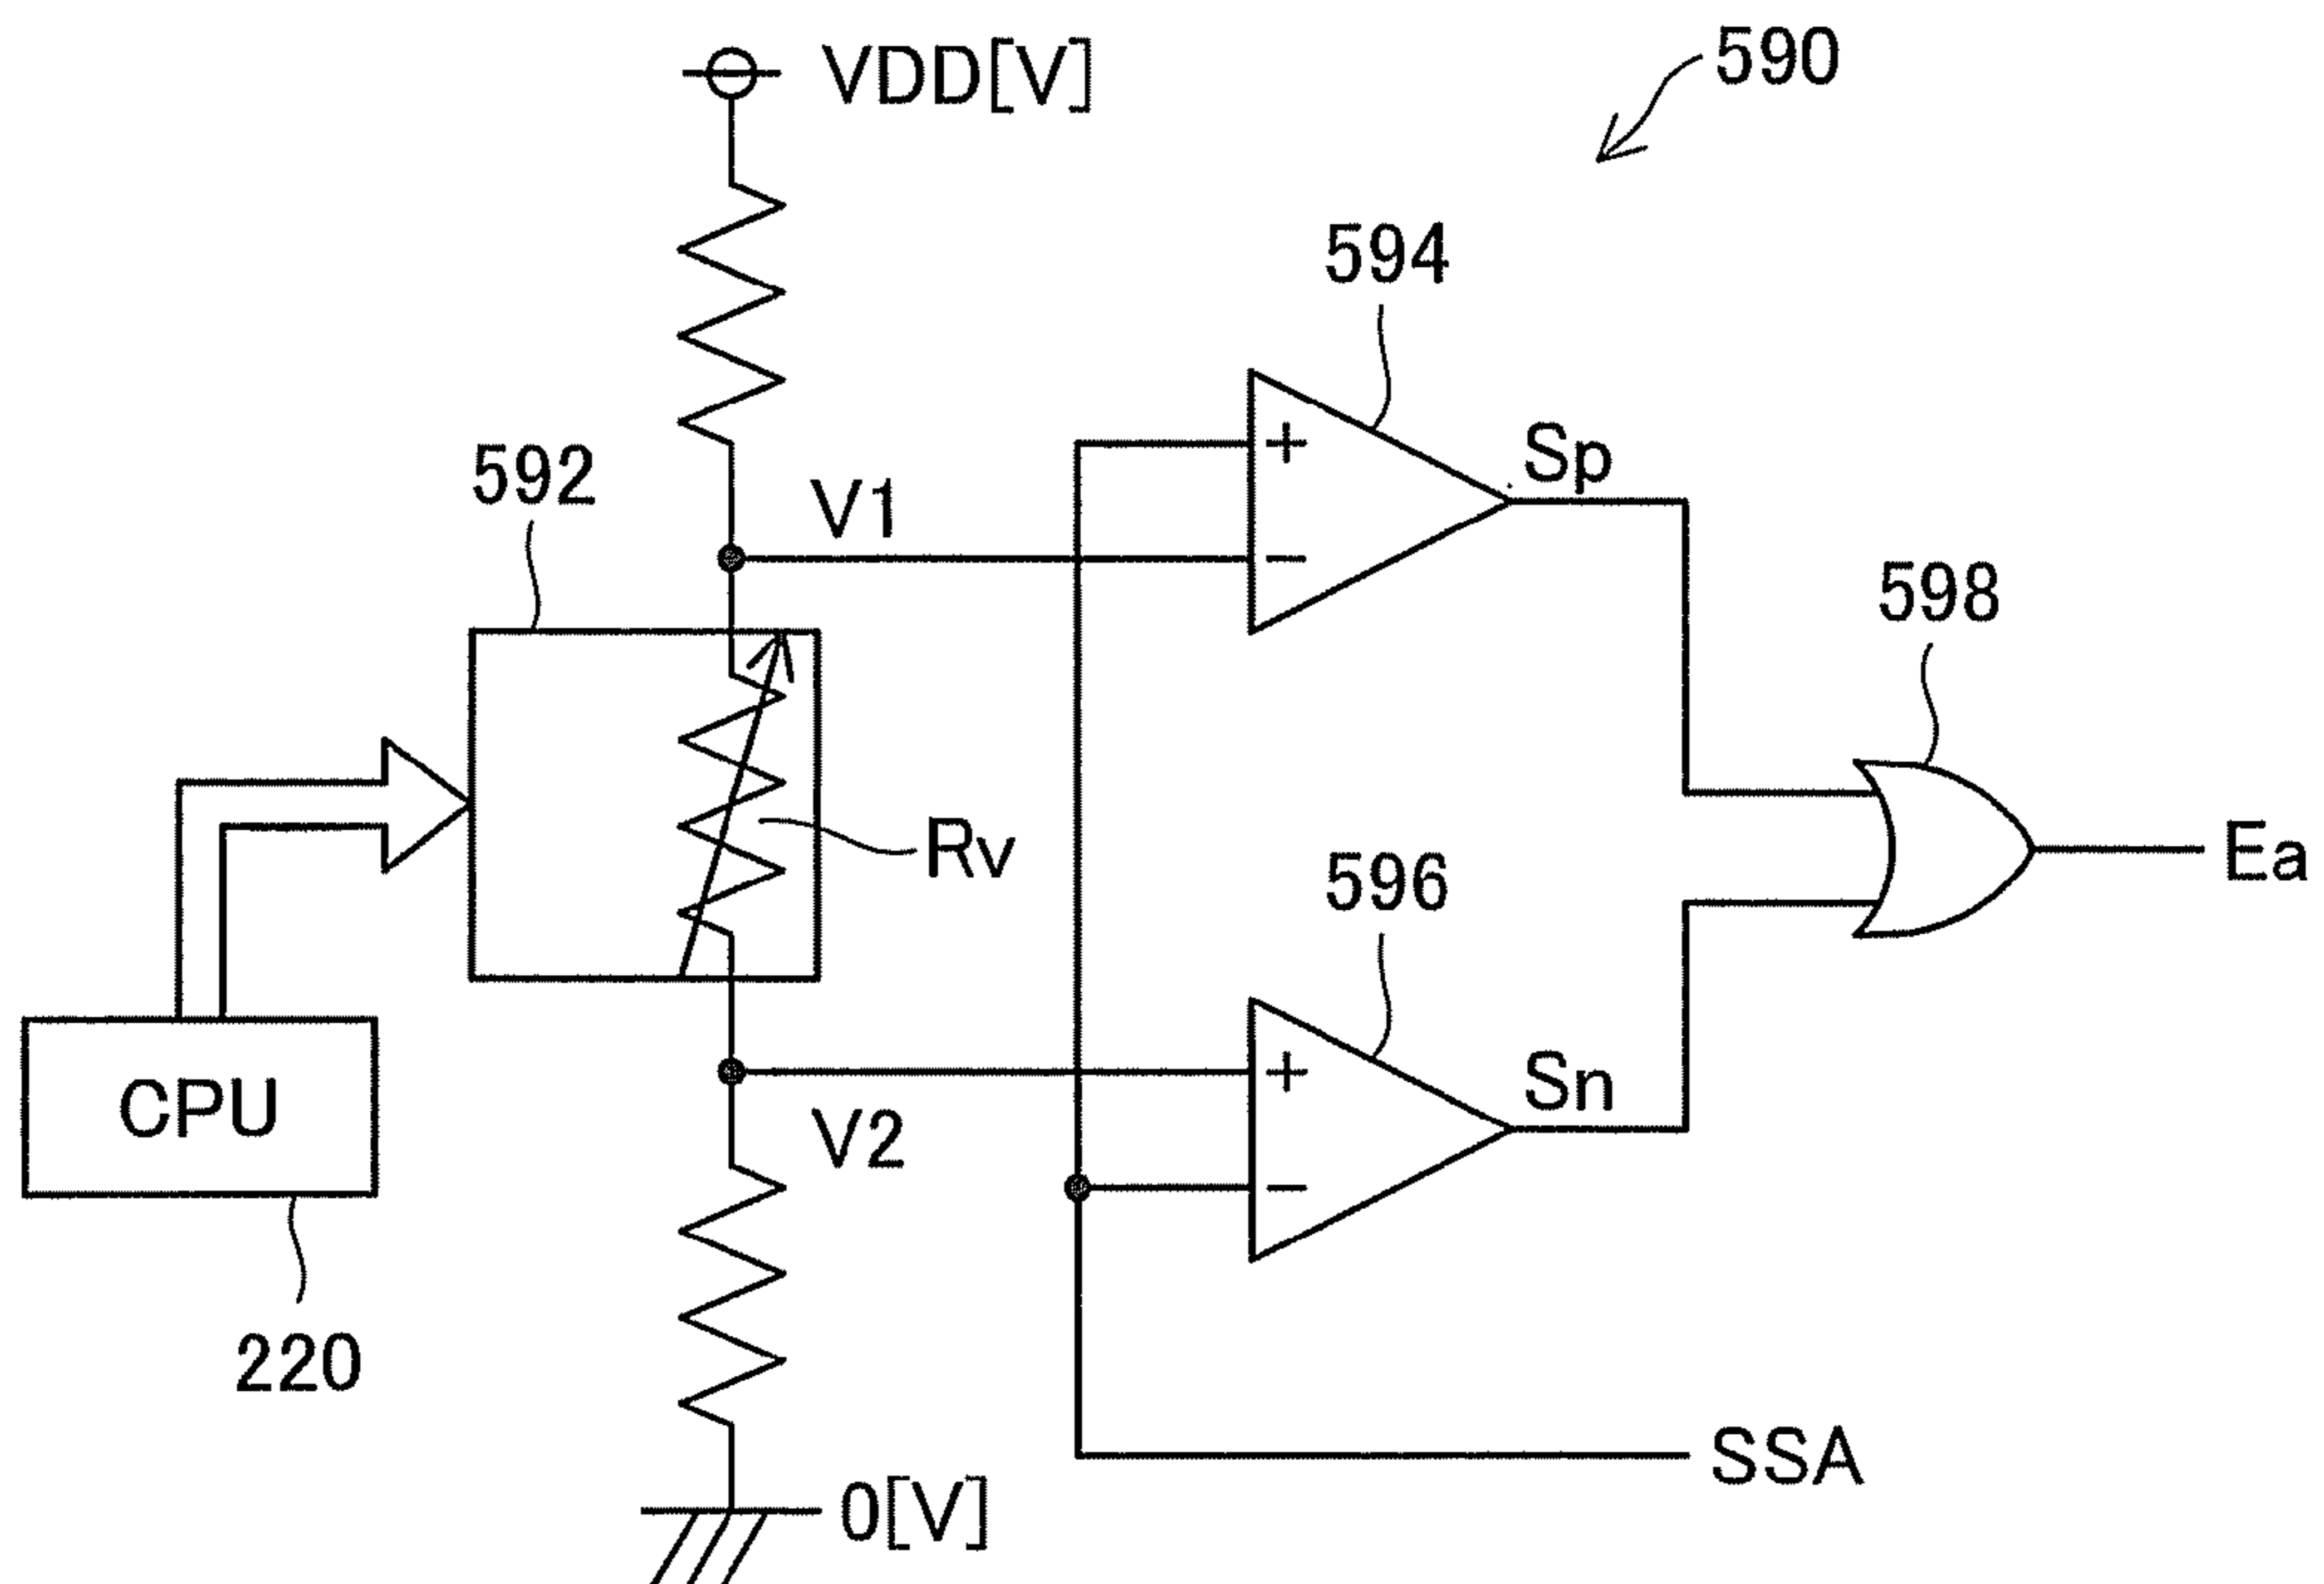 VDD[V]
590
594
592
V1
Sp
+
−
598
Rv
Ea
596
CPU
+
Sn
V2
−
220
SSA
0[V]